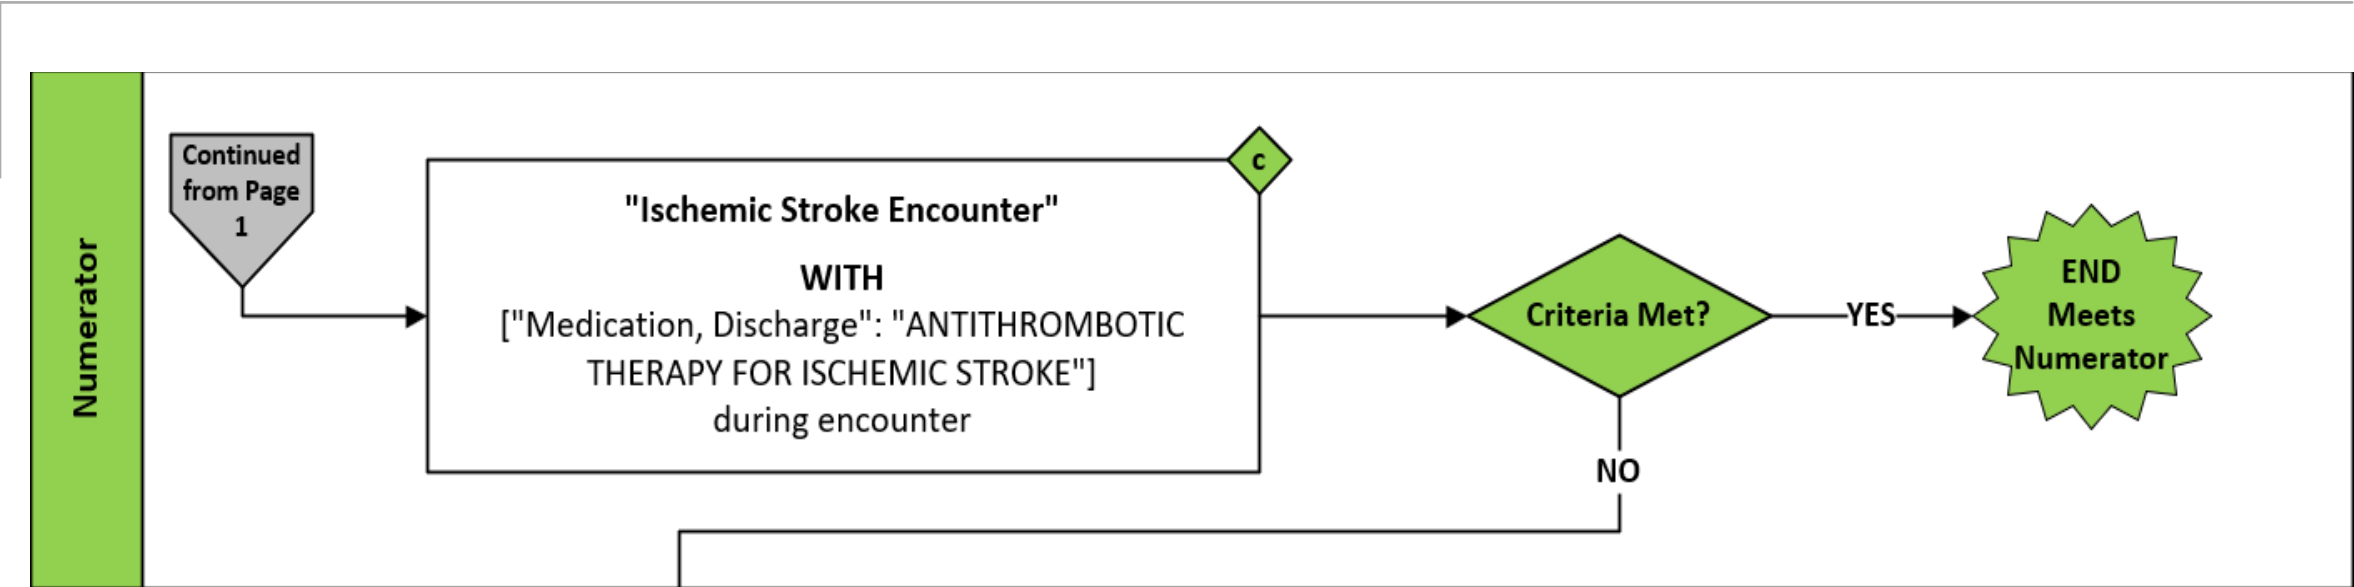 Numerator
Continued
from Page
1
c
"Ischemic Stroke Encounter"
WITH
["Medication, Discharge": "ANTITHROMBOTIC
THERAPY FOR ISCHEMIC STROKE"]
during encounter
Criteria Met?
YES
END
Meets
Numerator
NO